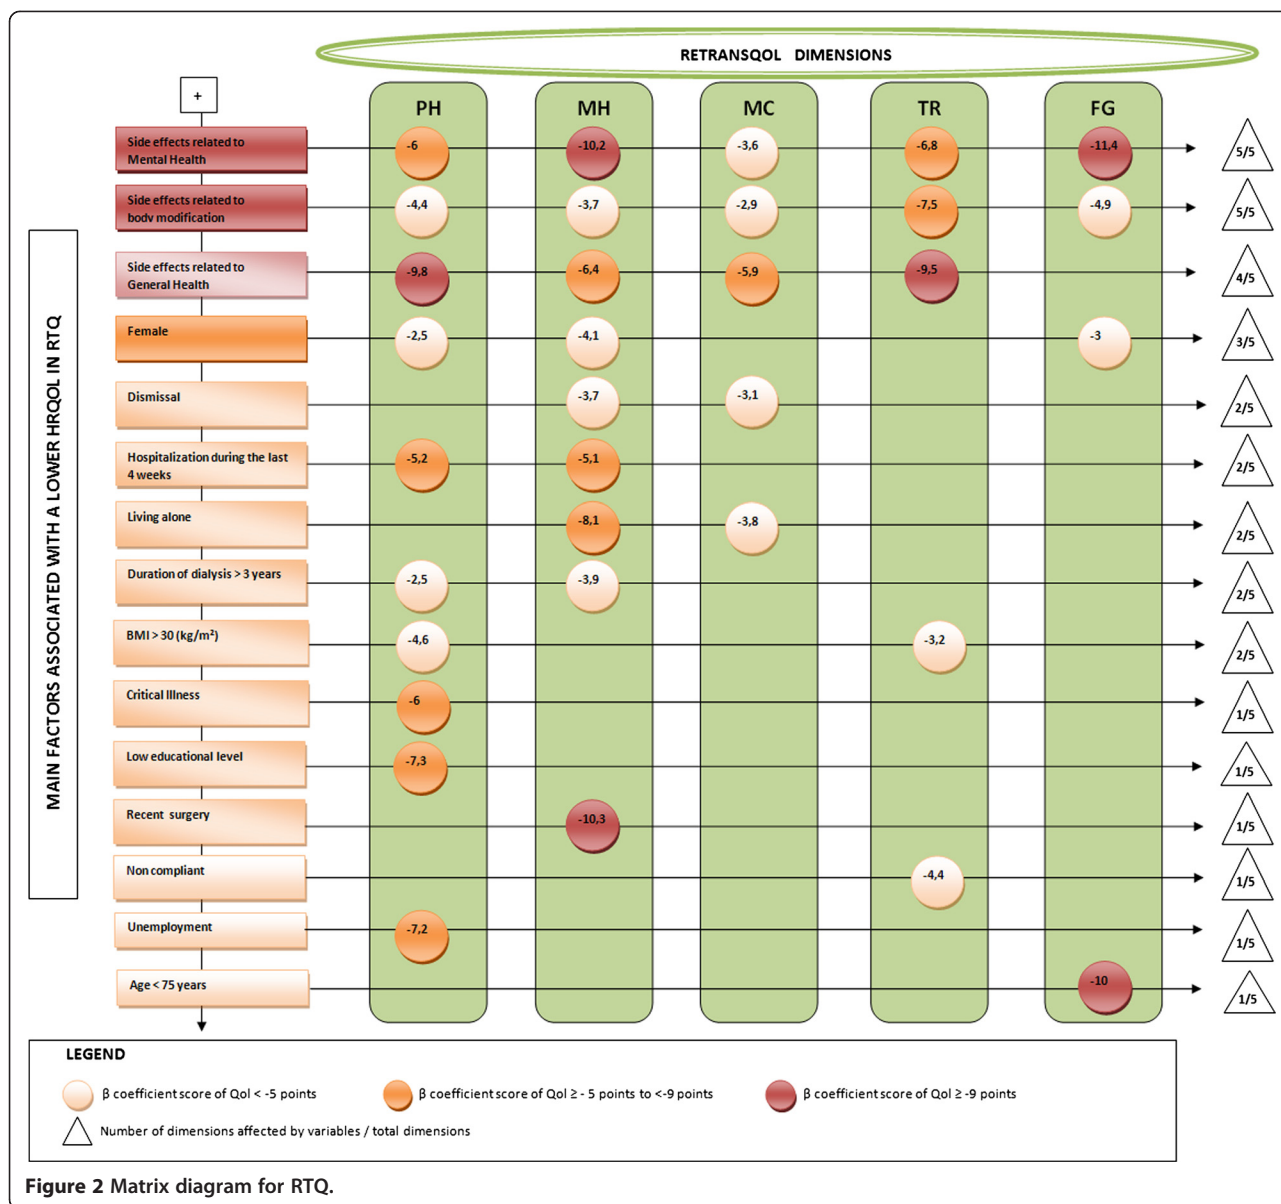 RETRANSQOL DIMENSIONS
+
PH MH MC TR FG
Side effects related to
Mental Health
-6 -10,2 -3,6 -6,8 -11,4 5/5
Side effects related to
body modification
-4,4 -3,7 -2,9 -7,5 -4,9 5/5
MAIN FACTORS ASSOCIATED WITH A LOWER HRQOL IN RTQ
Side effects related to
General Health
-9,8 -6,4 -5,9 -9,5 4/5
Female
-2,5 -4,1 -3 3/5
Dismissal
-3,7 -3,1 2/5
Hospitalization during the last
4 weeks
-5,2 -5,1 2/5
Living alone
-8,1 -3,8 2/5
Duration of dialysis > 3 years
-2,5 -3,9 2/5
BMI > 30 (kg/m²)
-4,6 -3,2 2/5
Critical Illness
-6 1/5
Low educational level
-7,3 1/5
Recent surgery
-10,3 1/5
Non compliant
-4,4 1/5
Unemployment
-7,2 1/5
Age < 75 years
-10 1/5
LEGEND
β coefficient score of Qol < -5 points
β coefficient score of Qol ≥ - 5 points to <-9 points
β coefficient score of Qol ≥ -9 points
Number of dimensions affected by variables / total dimensions
Figure 2 Matrix diagram for RTQ.